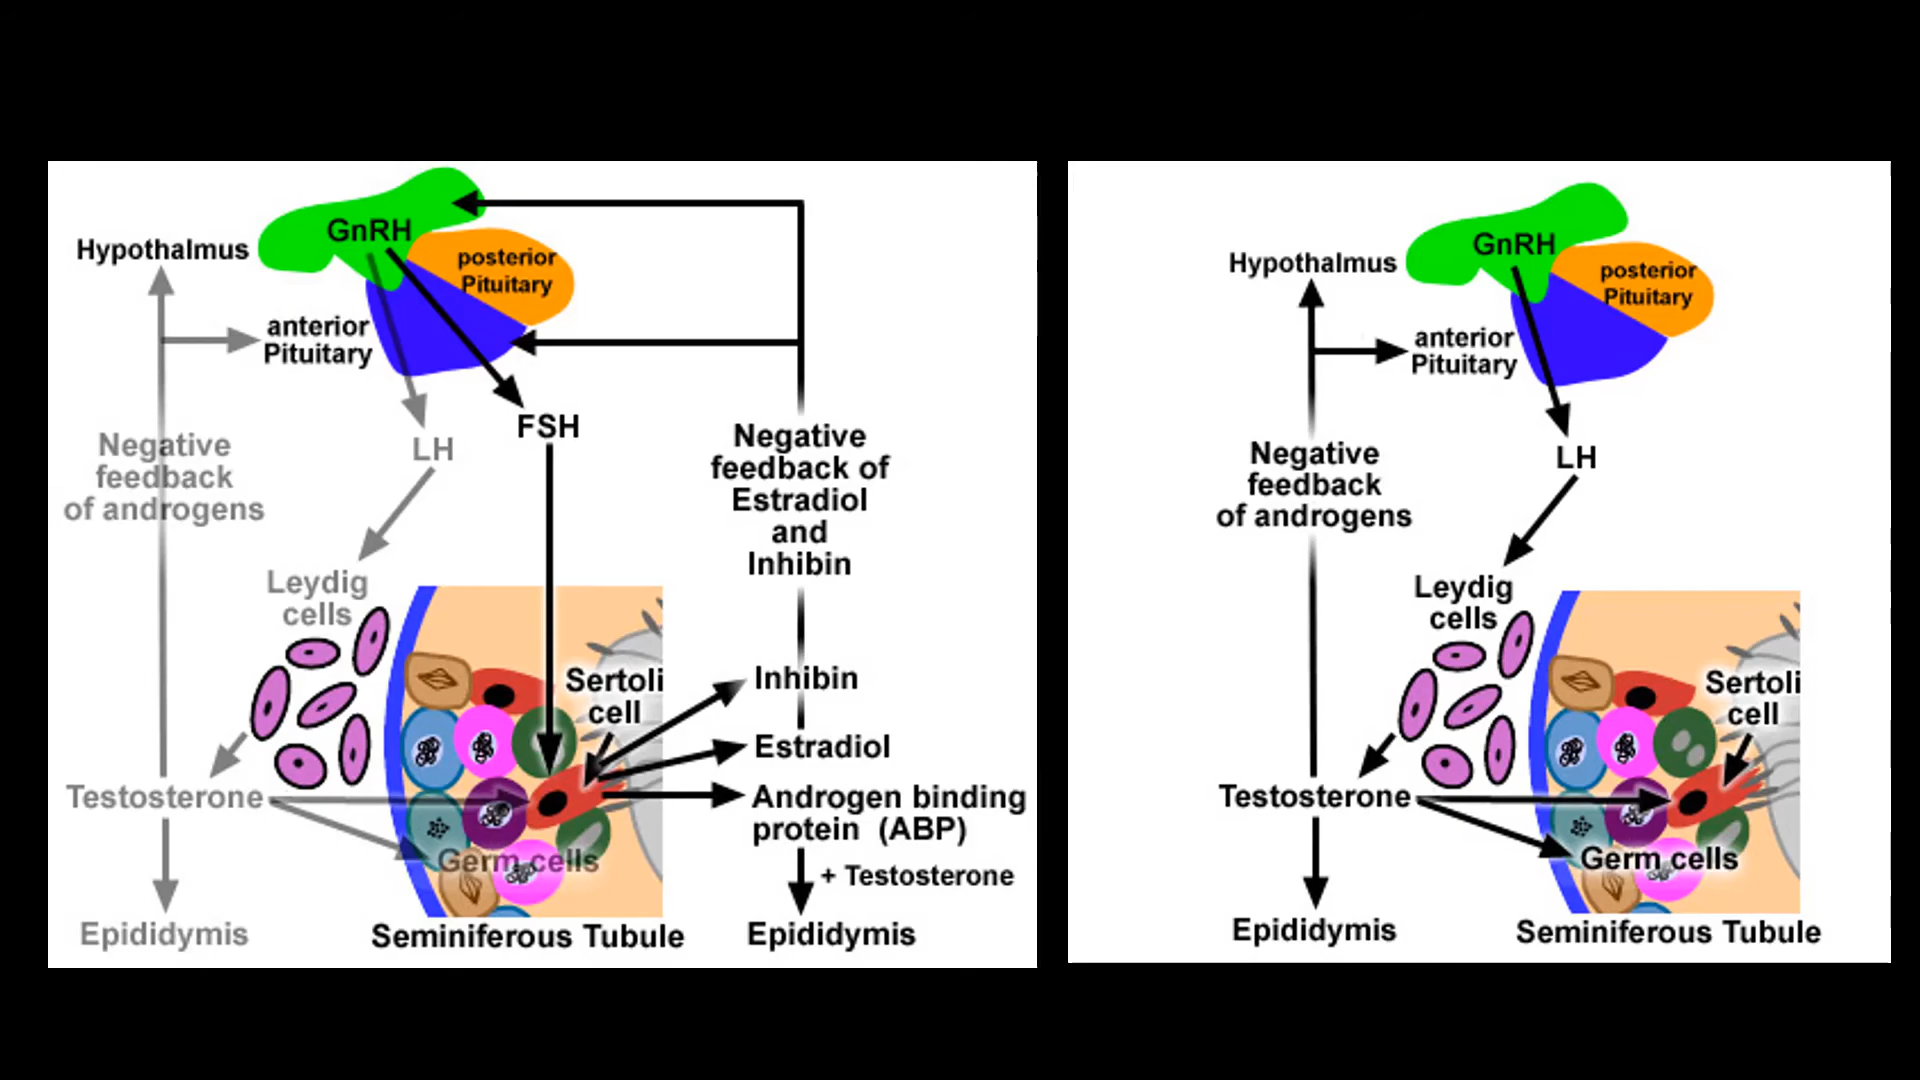 GnRH
Hypothalmus
posterior
Pituitary
anterior
Pituitary
FSH
LH
Negative
feedback
of androgens
Negative
feedback of
Estradiol
and
Inhibin
Leydig
cells
Sertoli
cell
Inhibin
Estradiol
Testosterone
Androgen binding
protein (ABP)
Germ cells
+ Testosterone
Epididymis
Seminiferous Tubule
Epididymis
GnRH
Hypothalmus
posterior
Pituitary
anterior
Pituitary
LH
Negative
feedback
of androgens
Leydig
cells
Sertoli
cell
Testosterone
Germ cells
Epididymis
Seminiferous Tubule